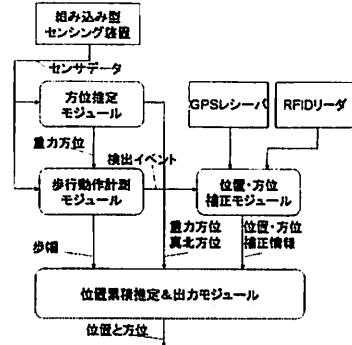 組み込み型
センシング装置
センサデータ
方位推定
モジュール
GPSレシーバ
RFIDリーダ
重力方位
検出イベント
歩行動作計測
モジュール
位置・方位
補正モジュール
歩幅
重力方位
真北方位
位置・方位
補正情報
位置累積推定&出力モジュール
位置と方位